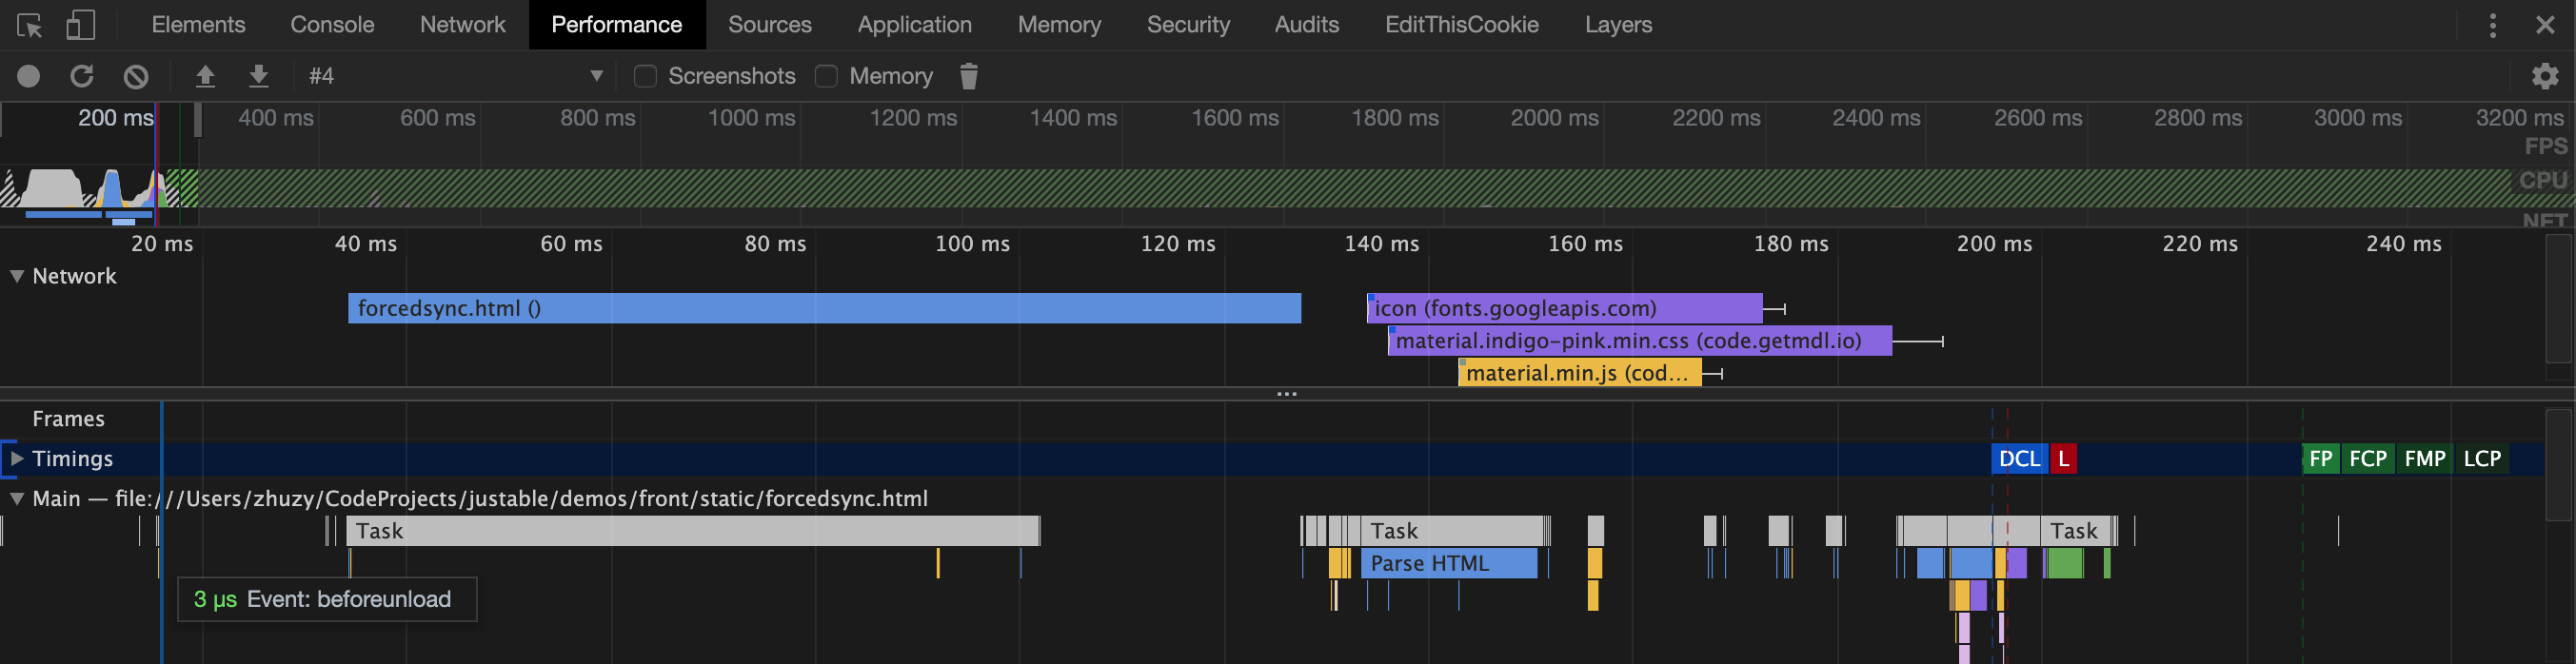 Elements Console Network Performance Sources Application Memory Security Audits EditThisCookie Layers
#4 Screenshots Memory
200 ms 400 ms 600 ms 800 ms 1000 ms 1200 ms 1400 ms 1600 ms 1800 ms 2000 ms 2200 ms 2400 ms 2600 ms 2800 ms 3000 ms 3200 ms
FPS
CPU
NET
20 ms 40 ms 60 ms 80 ms 100 ms 120 ms 140 ms 160 ms 180 ms 200 ms 220 ms 240 ms
Network
forcedsync.html () icon (fonts.googleapis.com)
material.indigo-pink.min.css (code.getmdl.io)
material.min.js (cod...
Frames
Timings DCL L FP FCP FMP LCP
Main — file:///Users/zhuzy/CodeProjects/justable/demos/front/static/forcedsync.html
Task Task Task
Parse HTML
3 μs Event: beforeunload